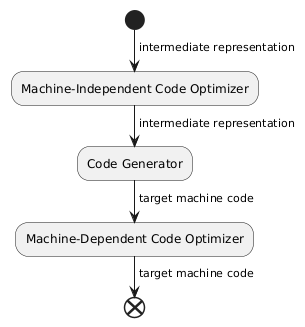 intermediate representation
Machine-Independent Code Optimizer
intermediate representation
Code Generator
target machine code
Machine-Dependent Code Optimizer
target machine code